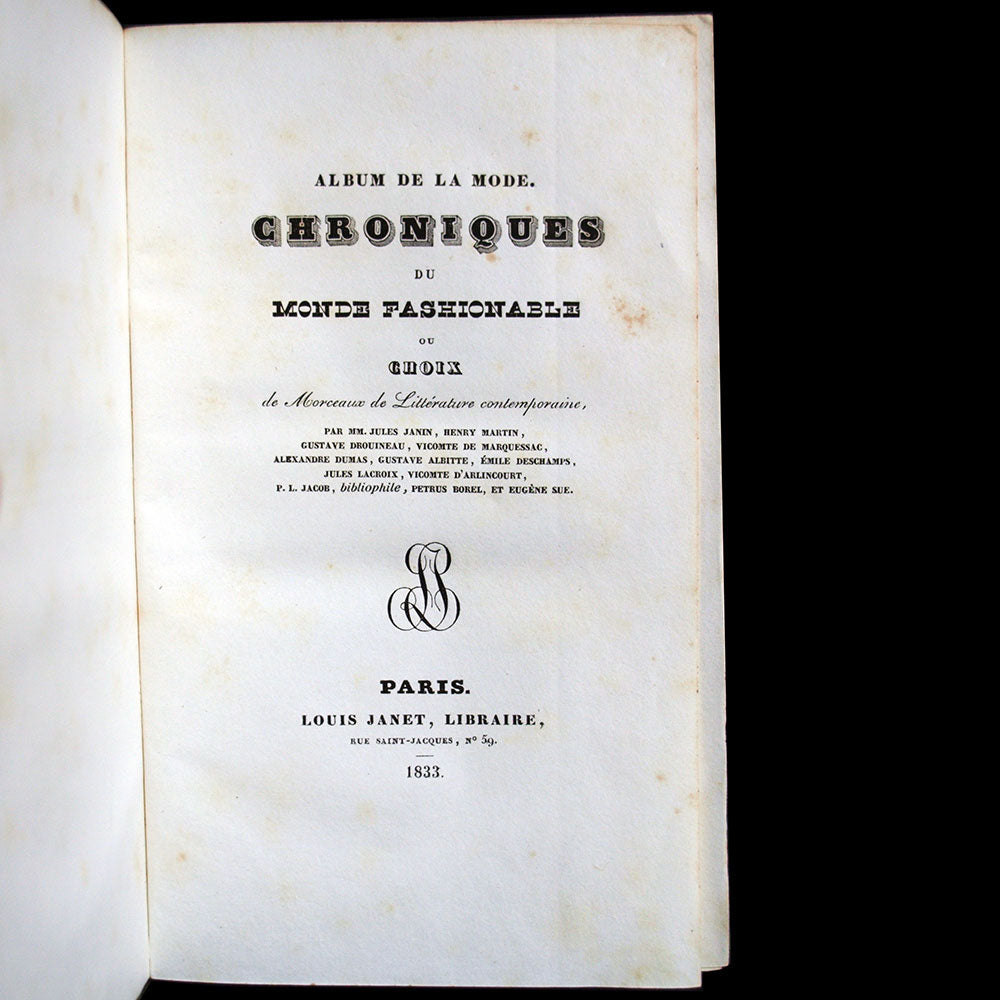 ALBUM DE LA MODE.
CHRONIQUES
DU
MONDE FASHIONABLE
OU
CHOIX
de Morceaux de Littérature contemporaine,
PAR MM. JULES JANIN, HENRY MARTIN,
GUSTAVE DROUINEAU, VICOMTE DE MARQUESSAC,
ALEXANDRE DUMAS, GUSTAVE ALBITTE, ÉMILE DESCHAMPS,
JULES LACROIX, VICOMTE D'ARLINCOURT,
P. L. JACOB, bibliophile, PETRUS BOREL, ET EUGÈNE SUE.
PARIS.
LOUIS JANET, LIBRAIRE,
RUE SAINT-JACQUES, Nº 59.
1833.